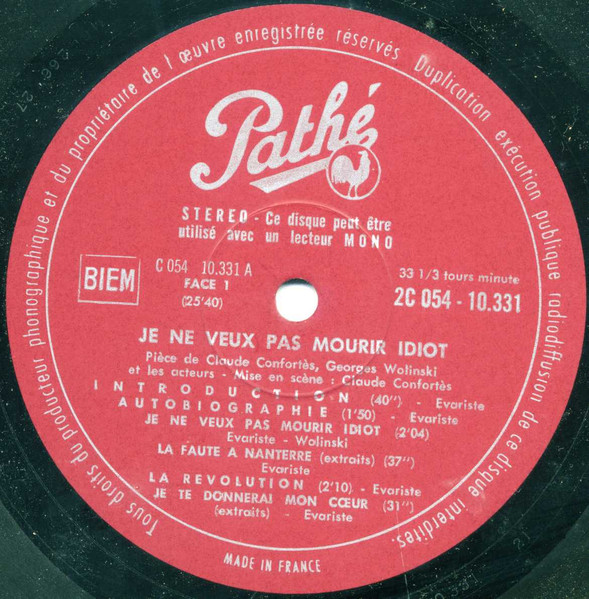 Tous droits du producteur phonographique et du propriétaire de l'œuvre enregistrée réservés. Duplication exécution publique radiodiffusion de ce disque interdites.
Pathé
STEREO - Ce disque peut être
utilisé avec un lecteur MONO
BIEM
C 054 10.331 A
FACE 1
(25'40)
33 1/3 tours minute
2C 054 - 10.331
JE NE VEUX PAS MOURIR IDIOT
Pièce de Claude Confortès, Georges Wolinski
et les acteurs - Mise en scène : Claude Confortès
INTRODUCTION (40") - Evariste
AUTOBIOGRAPHIE (1'50) - Evariste
JE NE VEUX PAS MOURIR IDIOT (2'04)
Evariste - Wolinski
LA FAUTE A NANTERRE (extraits) (37")
Evariste
LA REVOLUTION (2'10) - Evariste
JE TE DONNERAI MON CŒUR (31")
(extraits) - Evariste
MADE IN FRANCE